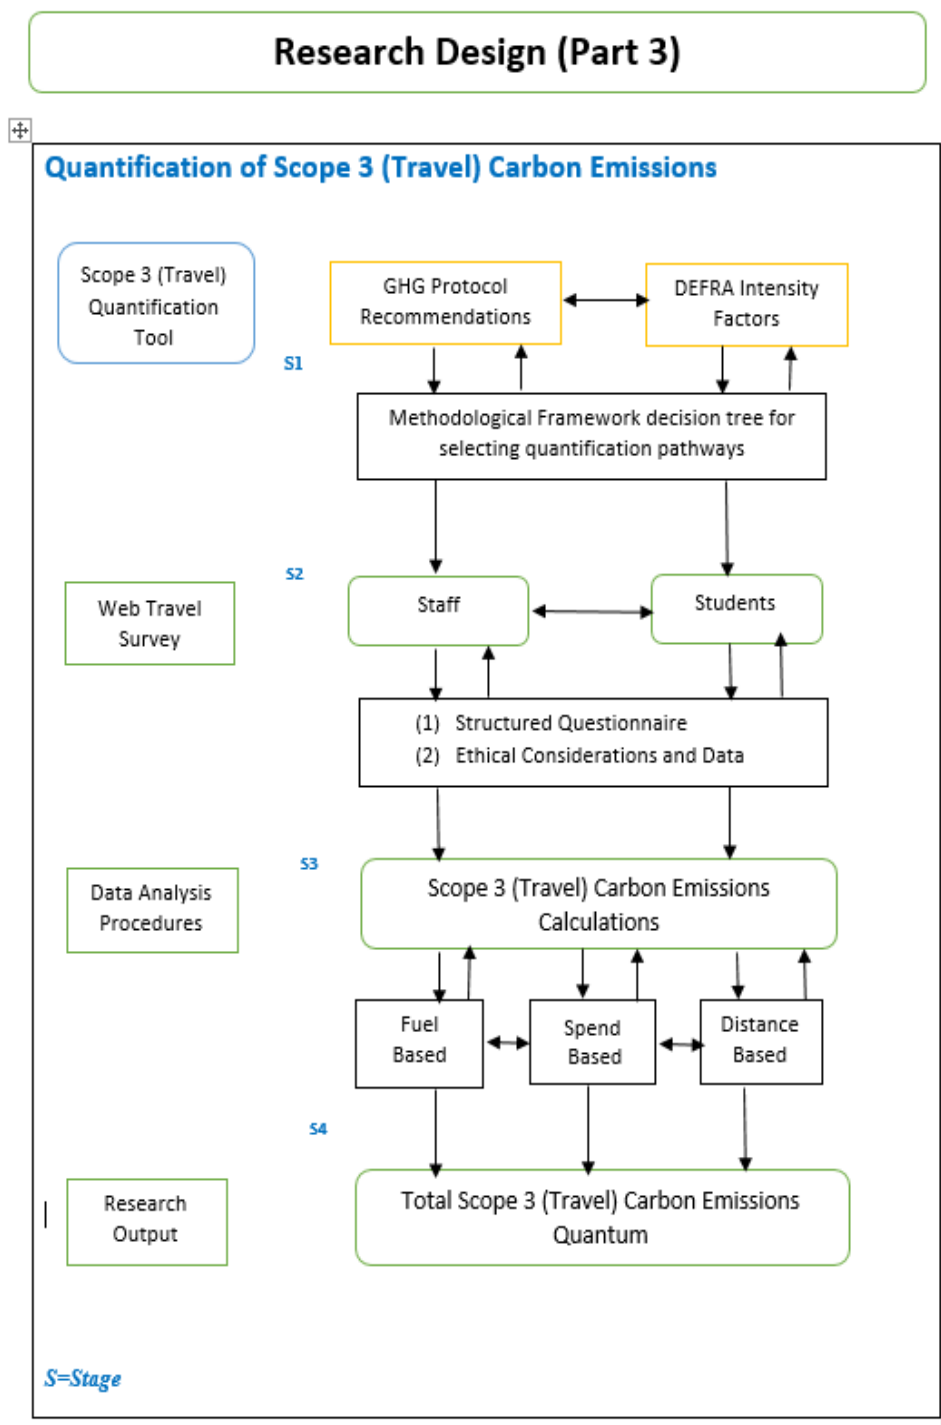 Research Design (Part 3)
Quantification of Scope 3 (Travel) Carbon Emissions
Scope 3 (Travel)
Quantification
Tool
GHG Protocol
Recommendations
DEFRA Intensity
Factors
S1
Methodological Framework decision tree for
selecting quantification pathways
S2
Web Travel
Survey
Staff
Students
(1) Structured Questionnaire
(2) Ethical Considerations and Data
S3
Data Analysis
Procedures
Scope 3 (Travel) Carbon Emissions
Calculations
Fuel
Based
Spend
Based
Distance
Based
S4
Research
Output
Total Scope 3 (Travel) Carbon Emissions
Quantum
S=Stage